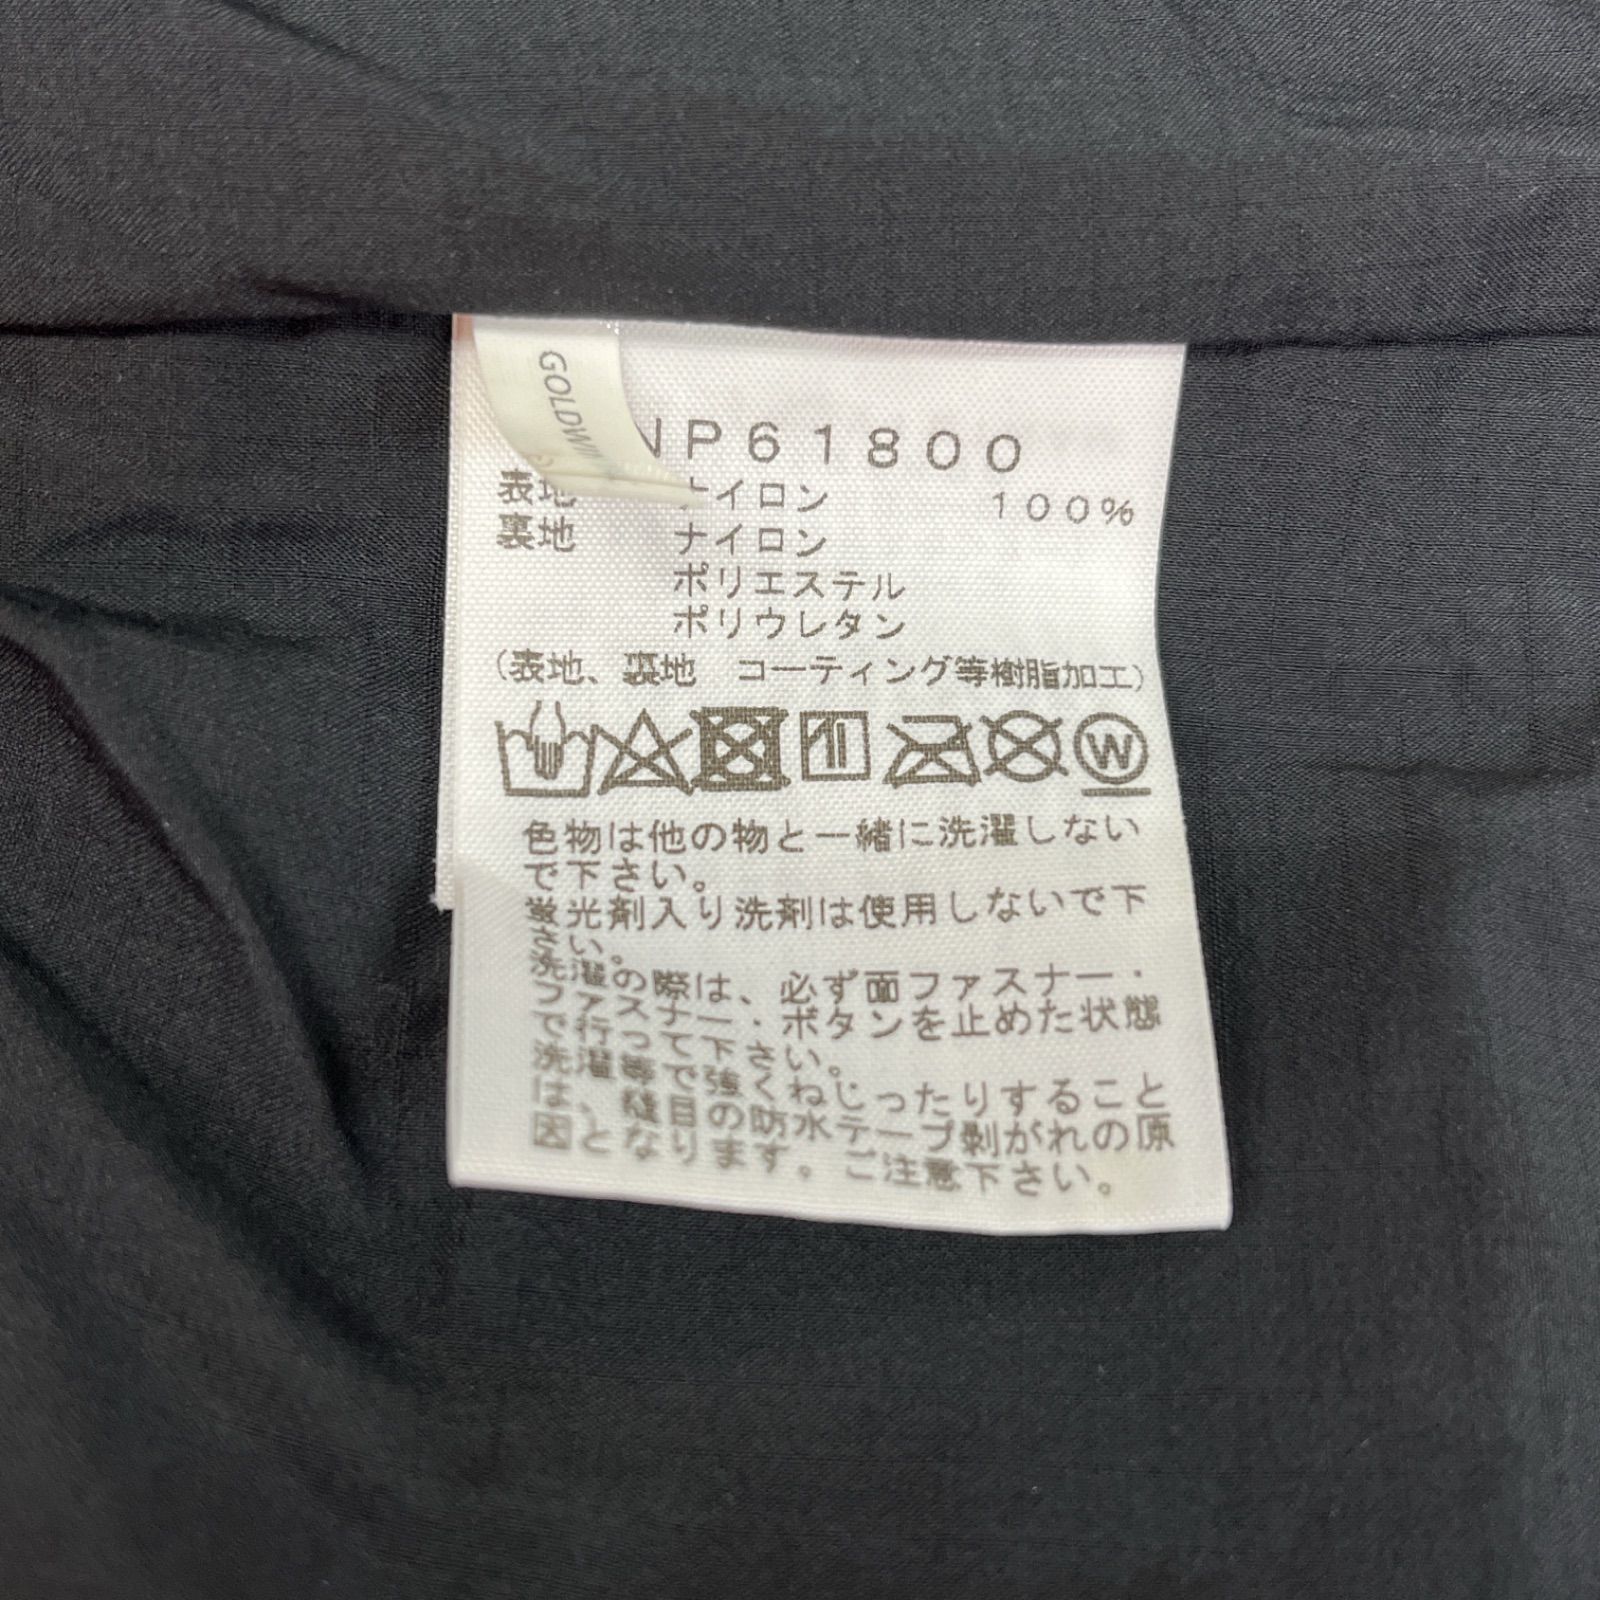 GOLDWIN
NP61800
表地 ナイロン 100%
裏地 ナイロン
ポリエステル
ポリウレタン
(表地、裏地 コーティング等樹脂加工)
W
色物は他の物と一緒に洗濯しない
で下さい。
蛍光剤入り洗剤は使用しないで下
さい。
洗濯の際は、必ず面ファスナー・
ファスナー・ボタンを止めた状態
で行って下さい。
洗濯等で強くねじったりすること
は、縫目の防水テープ剥がれの原
因となります。ご注意下さい。